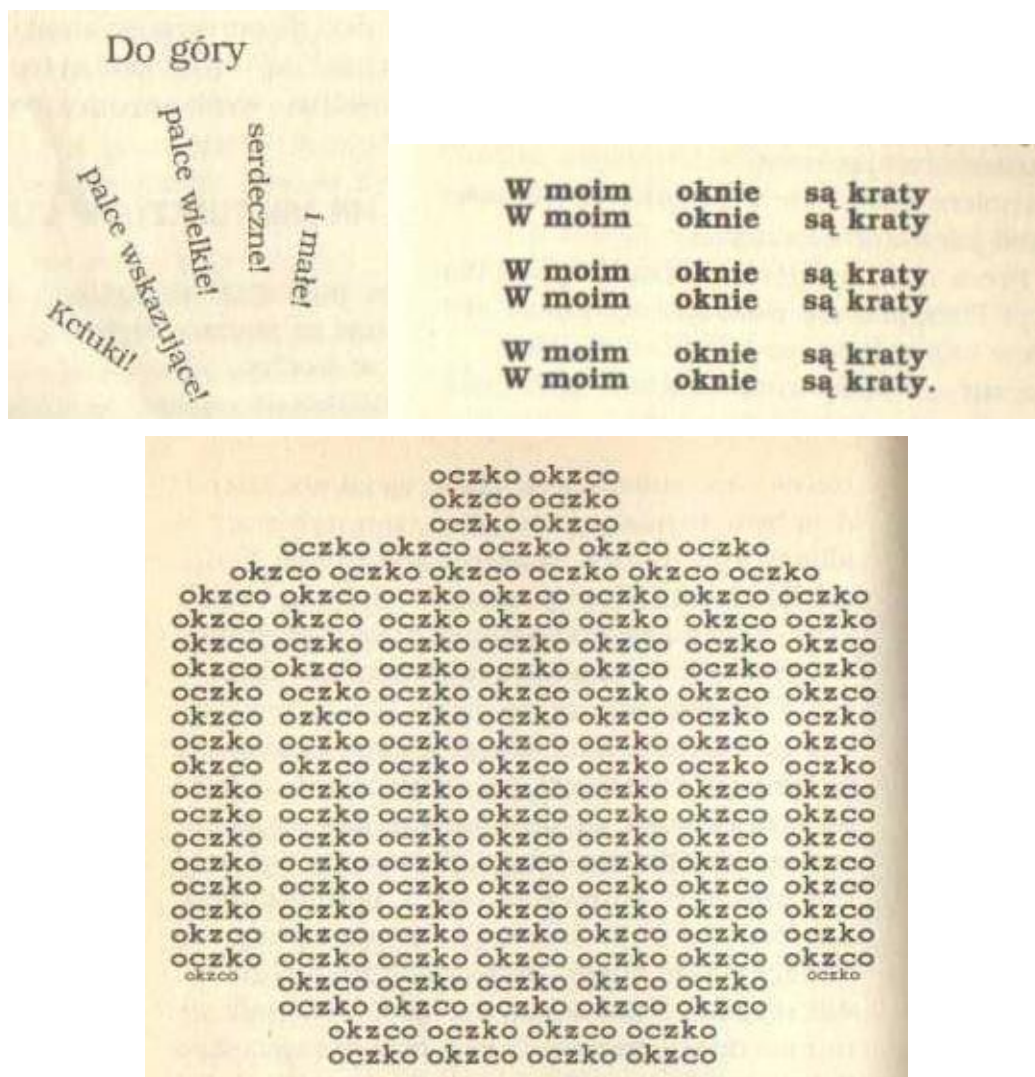 Do góry
Kciuki!
palce wskazujące!
palce wielkie!
serdeczne!
i małe!
W moim oknie są kraty
W moim oknie są kraty
W moim oknie są kraty
W moim oknie są kraty
W moim oknie są kraty
W moim oknie są kraty.
oczko okzco
okzco oczko
oczko okzco
oczko okzco oczko okzco oczko
okzco oczko okzco oczko okzco oczko
okzco okzco oczko okzco oczko okzco oczko
okzco okzco oczko okzco oczko okzco oczko
okzco oczko okzco oczko okzco oczko okzco
okzco okzco oczko oczko okzco oczko oczko
oczko oczko oczko okzco oczko okzco okzco
okzco ozkco oczko oczko okzco oczko okzco
oczko oczko oczko okzco oczko okzco okzco
okzco okzco oczko okzco oczko oczko oczko
oczko oczko oczko okzco oczko okzco okzco
oczko oczko oczko okzco oczko okzco okzco
oczko oczko oczko okzco oczko okzco okzco
oczko oczko oczko okzco oczko okzco okzco
oczko oczko oczko okzco oczko okzco okzco
oczko oczko oczko okzco oczko okzco okzco
okzco okzco oczko oczko okzco oczko oczko
oczko oczko oczko okzco oczko okzco okzco
okzco okzco oczko okzco okzco oczko oczko
oczko okzco oczko okzco okzco
okzco oczko okzco oczko
okzco oczko okzco okzco